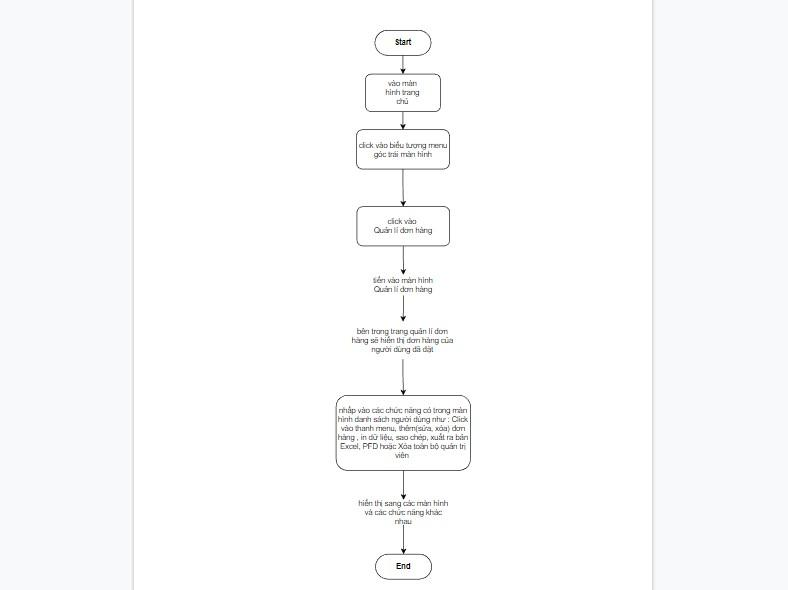 Start
vào màn
hình trang
chủ
click vào biểu tượng menu
góc trái màn hình
click vào
Quản lí đơn hàng
tiến vào màn hình
Quản lí đơn hàng
bên trong trang quản lí đơn
hàng sẽ hiển thị đơn hàng của
người dùng đã đặt
nhấp vào các chức năng có trong màn
hình danh sách người dùng như : Click
vào thanh menu, thêm(sửa, xóa) đơn
hàng , in dữ liệu, sao chép, xuất ra bản
Excel, PFD hoặc Xóa toàn bộ quản trị
viên
hiển thị sang các màn hình
và các chức năng khác
nhau
End